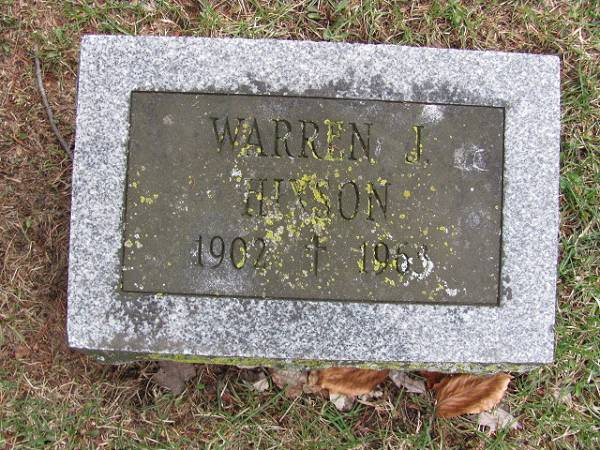 WARREN J.
HIXSON
1902 † 1963